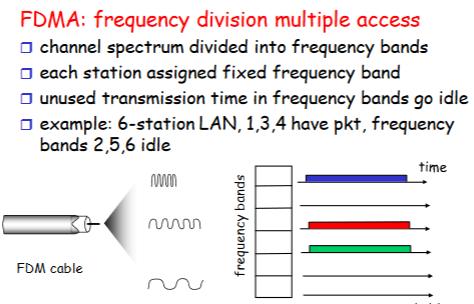 FDMA: frequency division multiple access
channel spectrum divided into frequency bands
each station assigned fixed frequency band
unused transmission time in frequency bands go idle
example: 6-station LAN, 1,3,4 have pkt, frequency
bands 2,5,6 idle
time
frequency bands
FDM cable